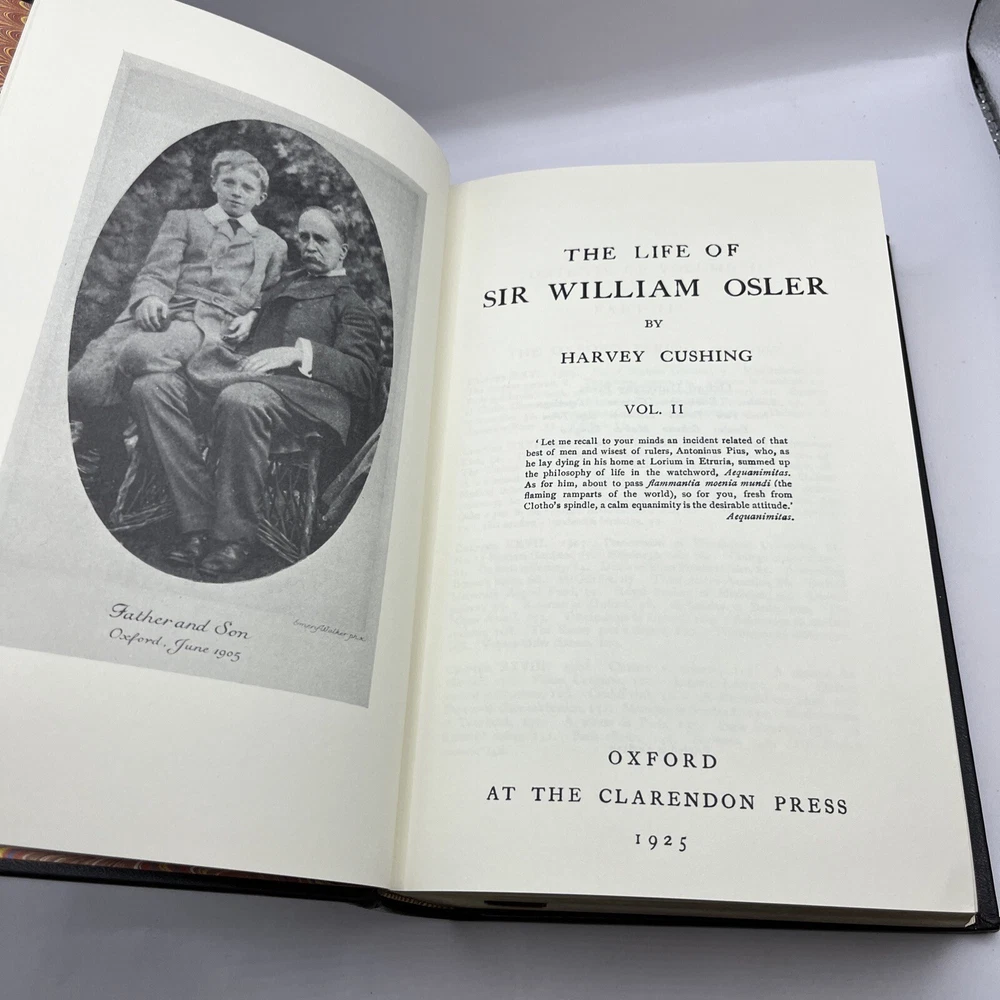 Father and Son
Oxford. June 1905
Emery Walker ph.sc.
THE LIFE OF
SIR WILLIAM OSLER
BY
HARVEY CUSHING
VOL. II
‘Let me recall to your minds an incident related of that
best of men and wisest of rulers, Antoninus Pius, who, as
he lay dying in his home at Lorium in Etruria, summed up
the philosophy of life in the watchword, Aequanimitas.
As for him, about to pass flammantia moenia mundi (the
flaming ramparts of the world), so for you, fresh from
Clotho's spindle, a calm equanimity is the desirable attitude.’
Aequanimitas.
OXFORD
AT THE CLARENDON PRESS
1925